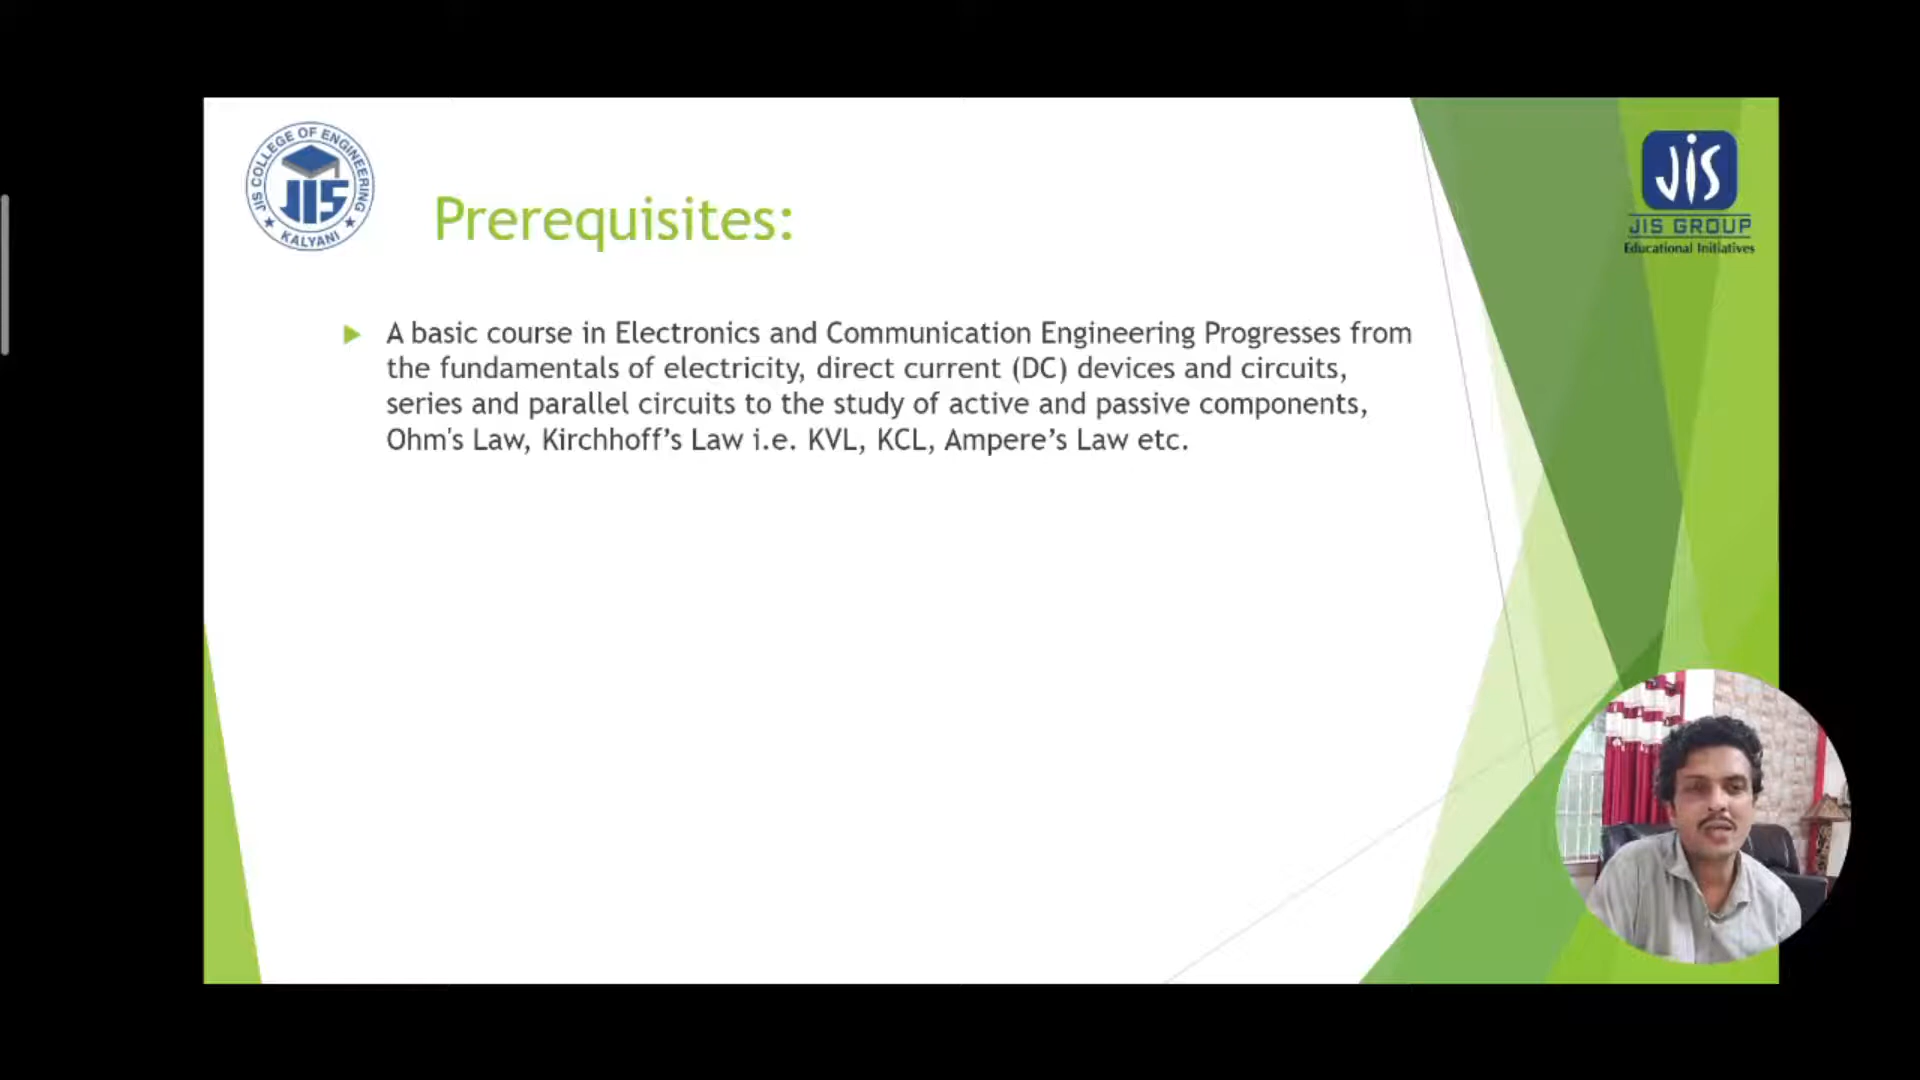 JIS COLLEGE OF ENGINEERING
JIS
KALYANI
Prerequisites:
JIS
JIS GROUP
Educational Initiatives
A basic course in Electronics and Communication Engineering Progresses from
the fundamentals of electricity, direct current (DC) devices and circuits,
series and parallel circuits to the study of active and passive components,
Ohm's Law, Kirchhoff’s Law i.e. KVL, KCL, Ampere’s Law etc.